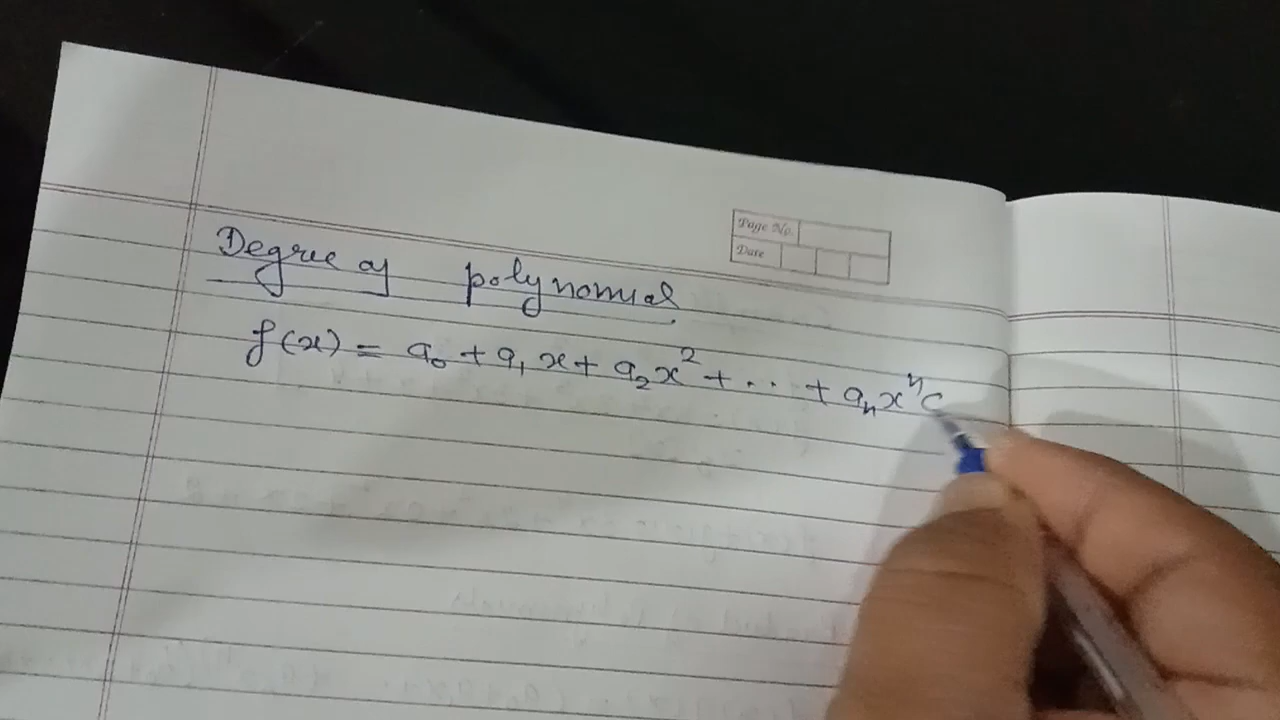 Degree of polynomial
Page No.
Date
f(x) = a₀ + a₁x + a₂x² + .. + aₙxⁿ